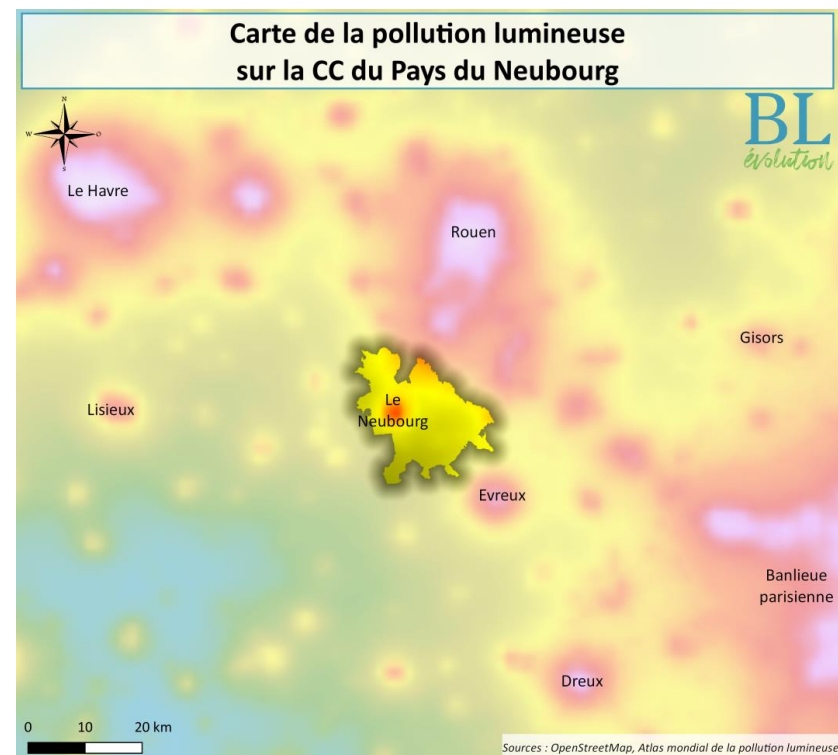 Carte de la pollution lumineuse
sur la CC du Pays du Neubourg
N
W
O
S
BL
évolution
Le Havre
Rouen
Gisors
Lisieux
Le
Neubourg
Evreux
Banlieue
parisienne
Dreux
0 10 20 km
Sources : OpenStreetMap, Atlas mondial de la pollution lumineuse